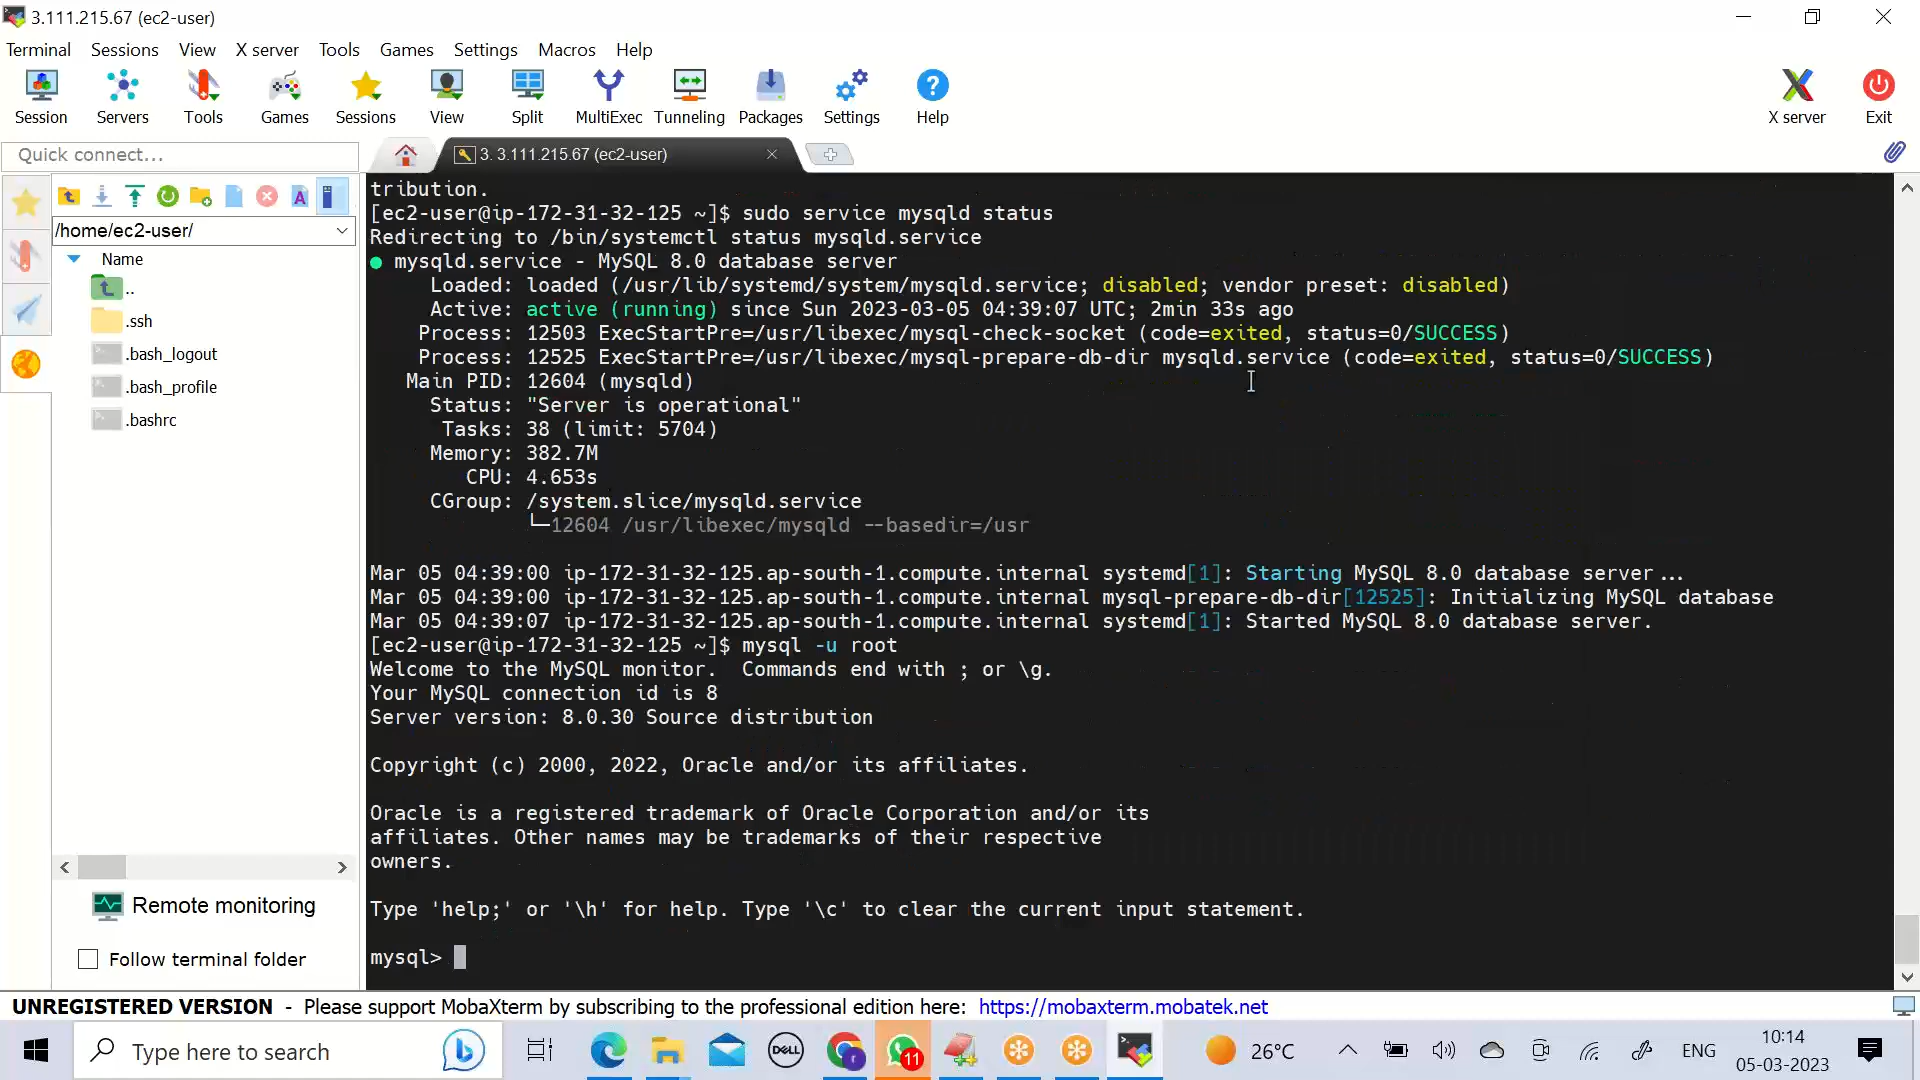 3.111.215.67 (ec2-user)
Terminal Sessions View X server Tools Games Settings Macros Help
Session Servers Tools Games Sessions View Split MultiExec Tunneling Packages Settings Help X server Exit
Quick connect...
3. 3.111.215.67 (ec2-user)
/home/ec2-user/
Name
..
.ssh
.bash_logout
.bash_profile
.bashrc
Remote monitoring
Follow terminal folder
tribution.
[ec2-user@ip-172-31-32-125 ~]$ sudo service mysqld status
Redirecting to /bin/systemctl status mysqld.service
● mysqld.service - MySQL 8.0 database server
Loaded: loaded (/usr/lib/systemd/system/mysqld.service; disabled; vendor preset: disabled)
Active: active (running) since Sun 2023-03-05 04:39:07 UTC; 2min 33s ago
Process: 12503 ExecStartPre=/usr/libexec/mysql-check-socket (code=exited, status=0/SUCCESS)
Process: 12525 ExecStartPre=/usr/libexec/mysql-prepare-db-dir mysqld.service (code=exited, status=0/SUCCESS)
Main PID: 12604 (mysqld)
Status: "Server is operational"
Tasks: 38 (limit: 5704)
Memory: 382.7M
CPU: 4.653s
CGroup: /system.slice/mysqld.service
└─12604 /usr/libexec/mysqld --basedir=/usr
Mar 05 04:39:00 ip-172-31-32-125.ap-south-1.compute.internal systemd[1]: Starting MySQL 8.0 database server...
Mar 05 04:39:00 ip-172-31-32-125.ap-south-1.compute.internal mysql-prepare-db-dir[12525]: Initializing MySQL database
Mar 05 04:39:07 ip-172-31-32-125.ap-south-1.compute.internal systemd[1]: Started MySQL 8.0 database server.
[ec2-user@ip-172-31-32-125 ~]$ mysql -u root
Welcome to the MySQL monitor.  Commands end with ; or \g.
Your MySQL connection id is 8
Server version: 8.0.30 Source distribution
Copyright (c) 2000, 2022, Oracle and/or its affiliates.
Oracle is a registered trademark of Oracle Corporation and/or its
affiliates. Other names may be trademarks of their respective
owners.
Type 'help;' or '\h' for help. Type '\c' to clear the current input statement.
mysql>
UNREGISTERED VERSION - Please support MobaXterm by subscribing to the professional edition here: https://mobaxterm.mobatek.net
Type here to search
DELL
11
26°C
ENG
10:14
05-03-2023